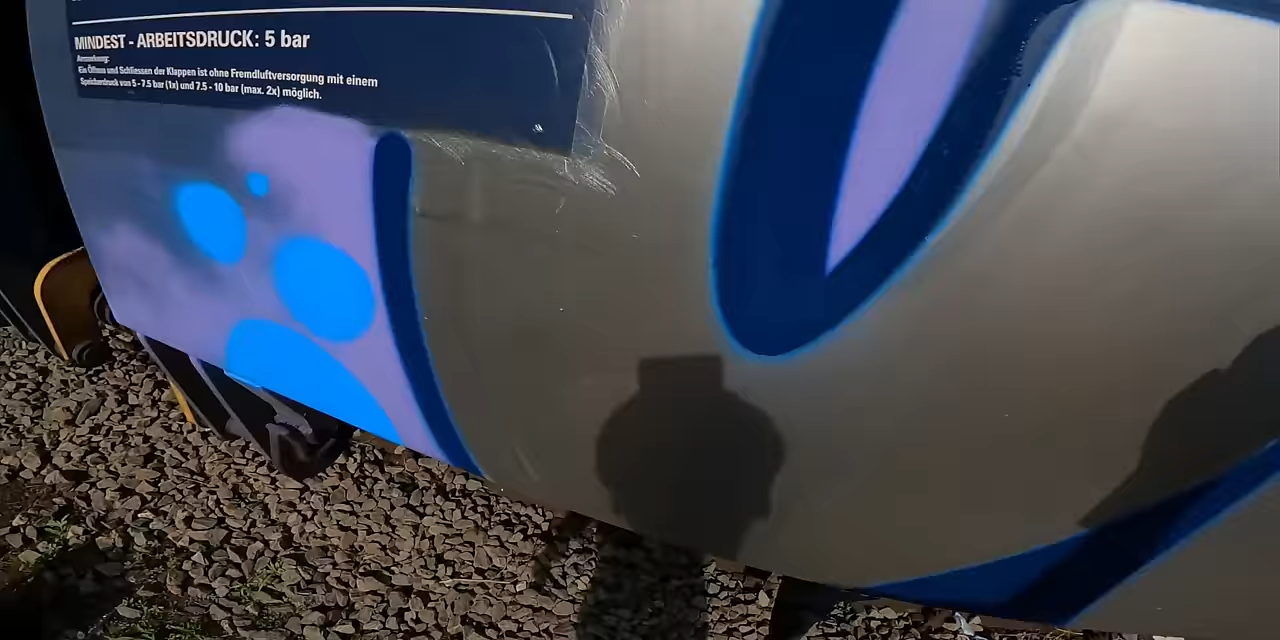 MINDEST - ARBEITSDRUCK: 5 bar
Anmerkung:
Ein Öffnen und Schliessen der Klappen ist ohne Fremdluftversorgung mit einem
Speicherdruck von 5 - 7.5 bar (1x) und 7.5 - 10 bar (max. 2x) möglich.